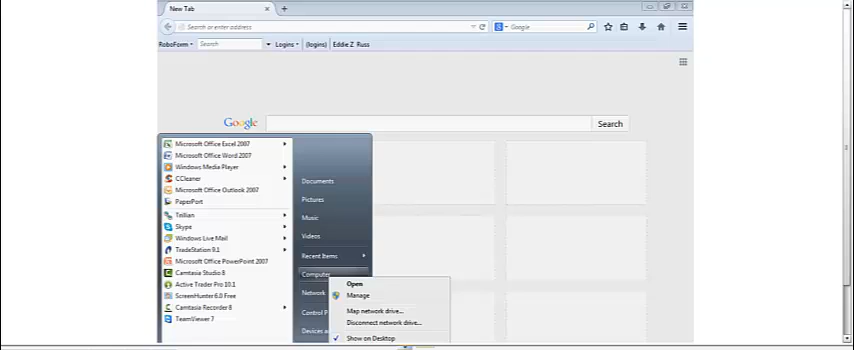 New Tab
Search or enter address
Google
RoboForm
Search
Logins
(logins)
Eddie Z Russ
Google
Search
Microsoft Office Excel 2007
Microsoft Office Word 2007
Windows Media Player
CCleaner
Microsoft Office Outlook 2007
PaperPort
Trillian
Skype
Windows Live Mail
TradeStation 9.1
Microsoft Office PowerPoint 2007
Camtasia Studio 8
Active Trader Pro 10.1
ScreenHunter 6.0 Free
Camtasia Recorder 8
TeamViewer 7
Documents
Pictures
Music
Videos
Recent Items
Computer
Network
Control P
Devices a
Open
Manage
Map network drive...
Disconnect network drive...
Show on Desktop